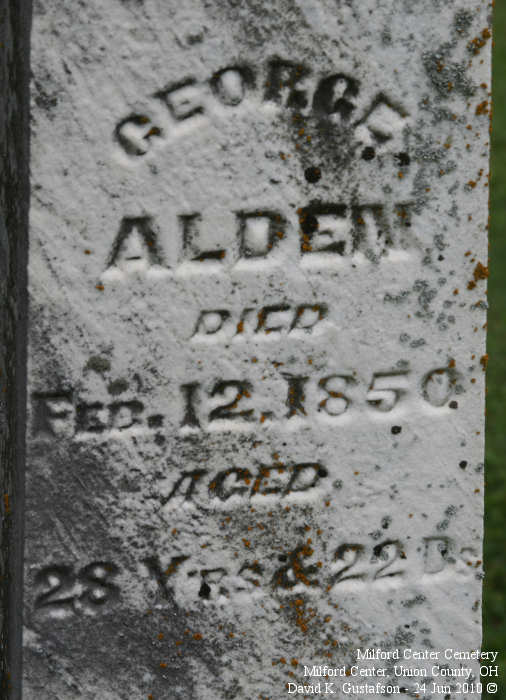 GEORGE
ALDEN
DIED
FEB. 12, 1850
AGED
28 Yrs & 22 Ds
Milford Center Cemetery
Milford Center, Union County, OH
David K. Gustafson - 24 Jun 2010 ©